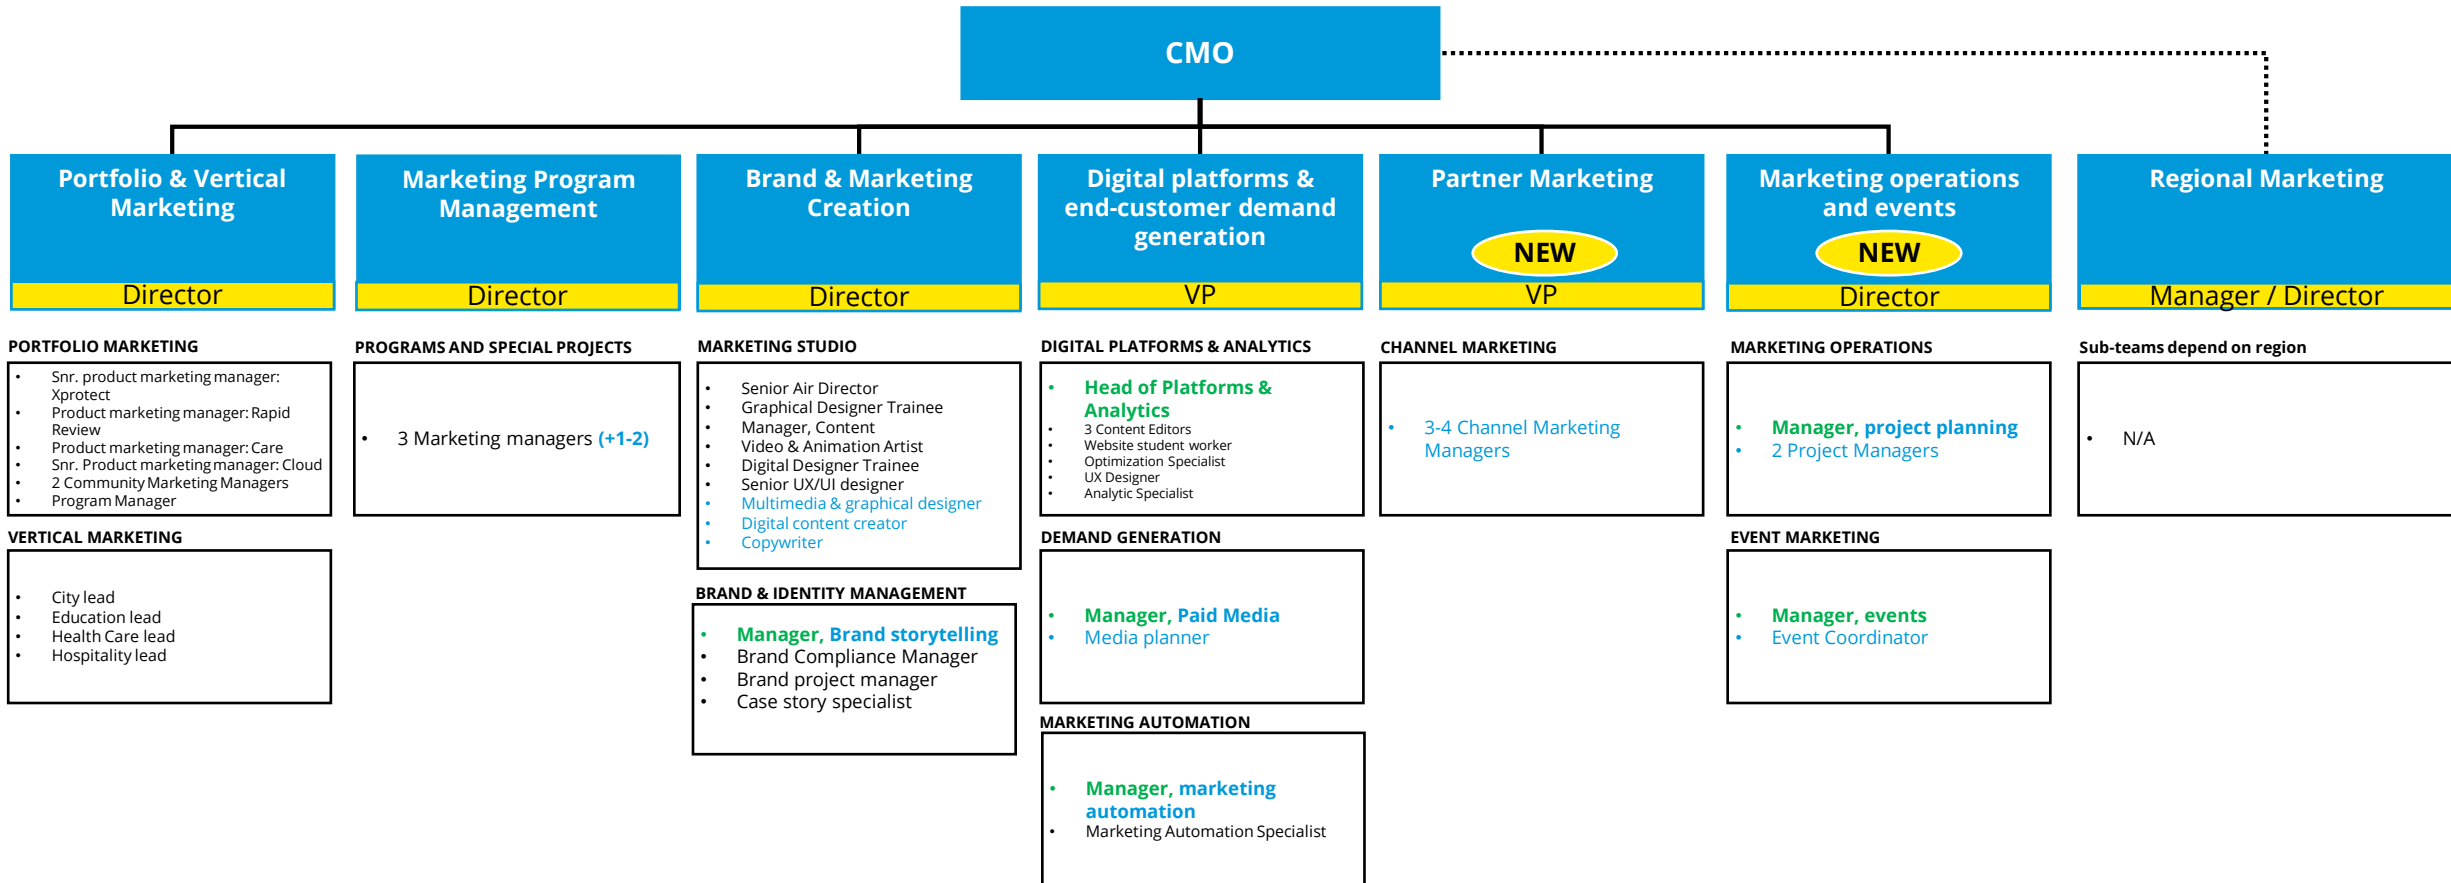 CMO
Portfolio & Vertical
Marketing
Director
Marketing Program
Management
Director
Brand & Marketing
Creation
Director
Digital platforms &
end-customer demand
generation
VP
Partner Marketing
NEW
VP
Marketing operations
and events
NEW
Director
Regional Marketing
Manager / Director
PORTFOLIO MARKETING
• Snr. product marketing manager:
Xprotect
• Product marketing manager: Rapid
Review
• Product marketing manager: Care
• Snr. Product marketing manager: Cloud
• 2 Community Marketing Managers
• Program Manager
VERTICAL MARKETING
• City lead
• Education lead
• Health Care lead
• Hospitality lead
PROGRAMS AND SPECIAL PROJECTS
• 3 Marketing managers (+1-2)
MARKETING STUDIO
• Senior Air Director
• Graphical Designer Trainee
• Manager, Content
• Video & Animation Artist
• Digital Designer Trainee
• Senior UX/UI designer
• Multimedia & graphical designer
• Digital content creator
• Copywriter
BRAND & IDENTITY MANAGEMENT
• Manager, Brand storytelling
• Brand Compliance Manager
• Brand project manager
• Case story specialist
DIGITAL PLATFORMS & ANALYTICS
• Head of Platforms &
Analytics
• 3 Content Editors
• Website student worker
• Optimization Specialist
• UX Designer
• Analytic Specialist
DEMAND GENERATION
• Manager, Paid Media
• Media planner
MARKETING AUTOMATION
• Manager, marketing
automation
• Marketing Automation Specialist
CHANNEL MARKETING
• 3-4 Channel Marketing
Managers
MARKETING OPERATIONS
• Manager, project planning
• 2 Project Managers
EVENT MARKETING
• Manager, events
• Event Coordinator
Sub-teams depend on region
• N/A